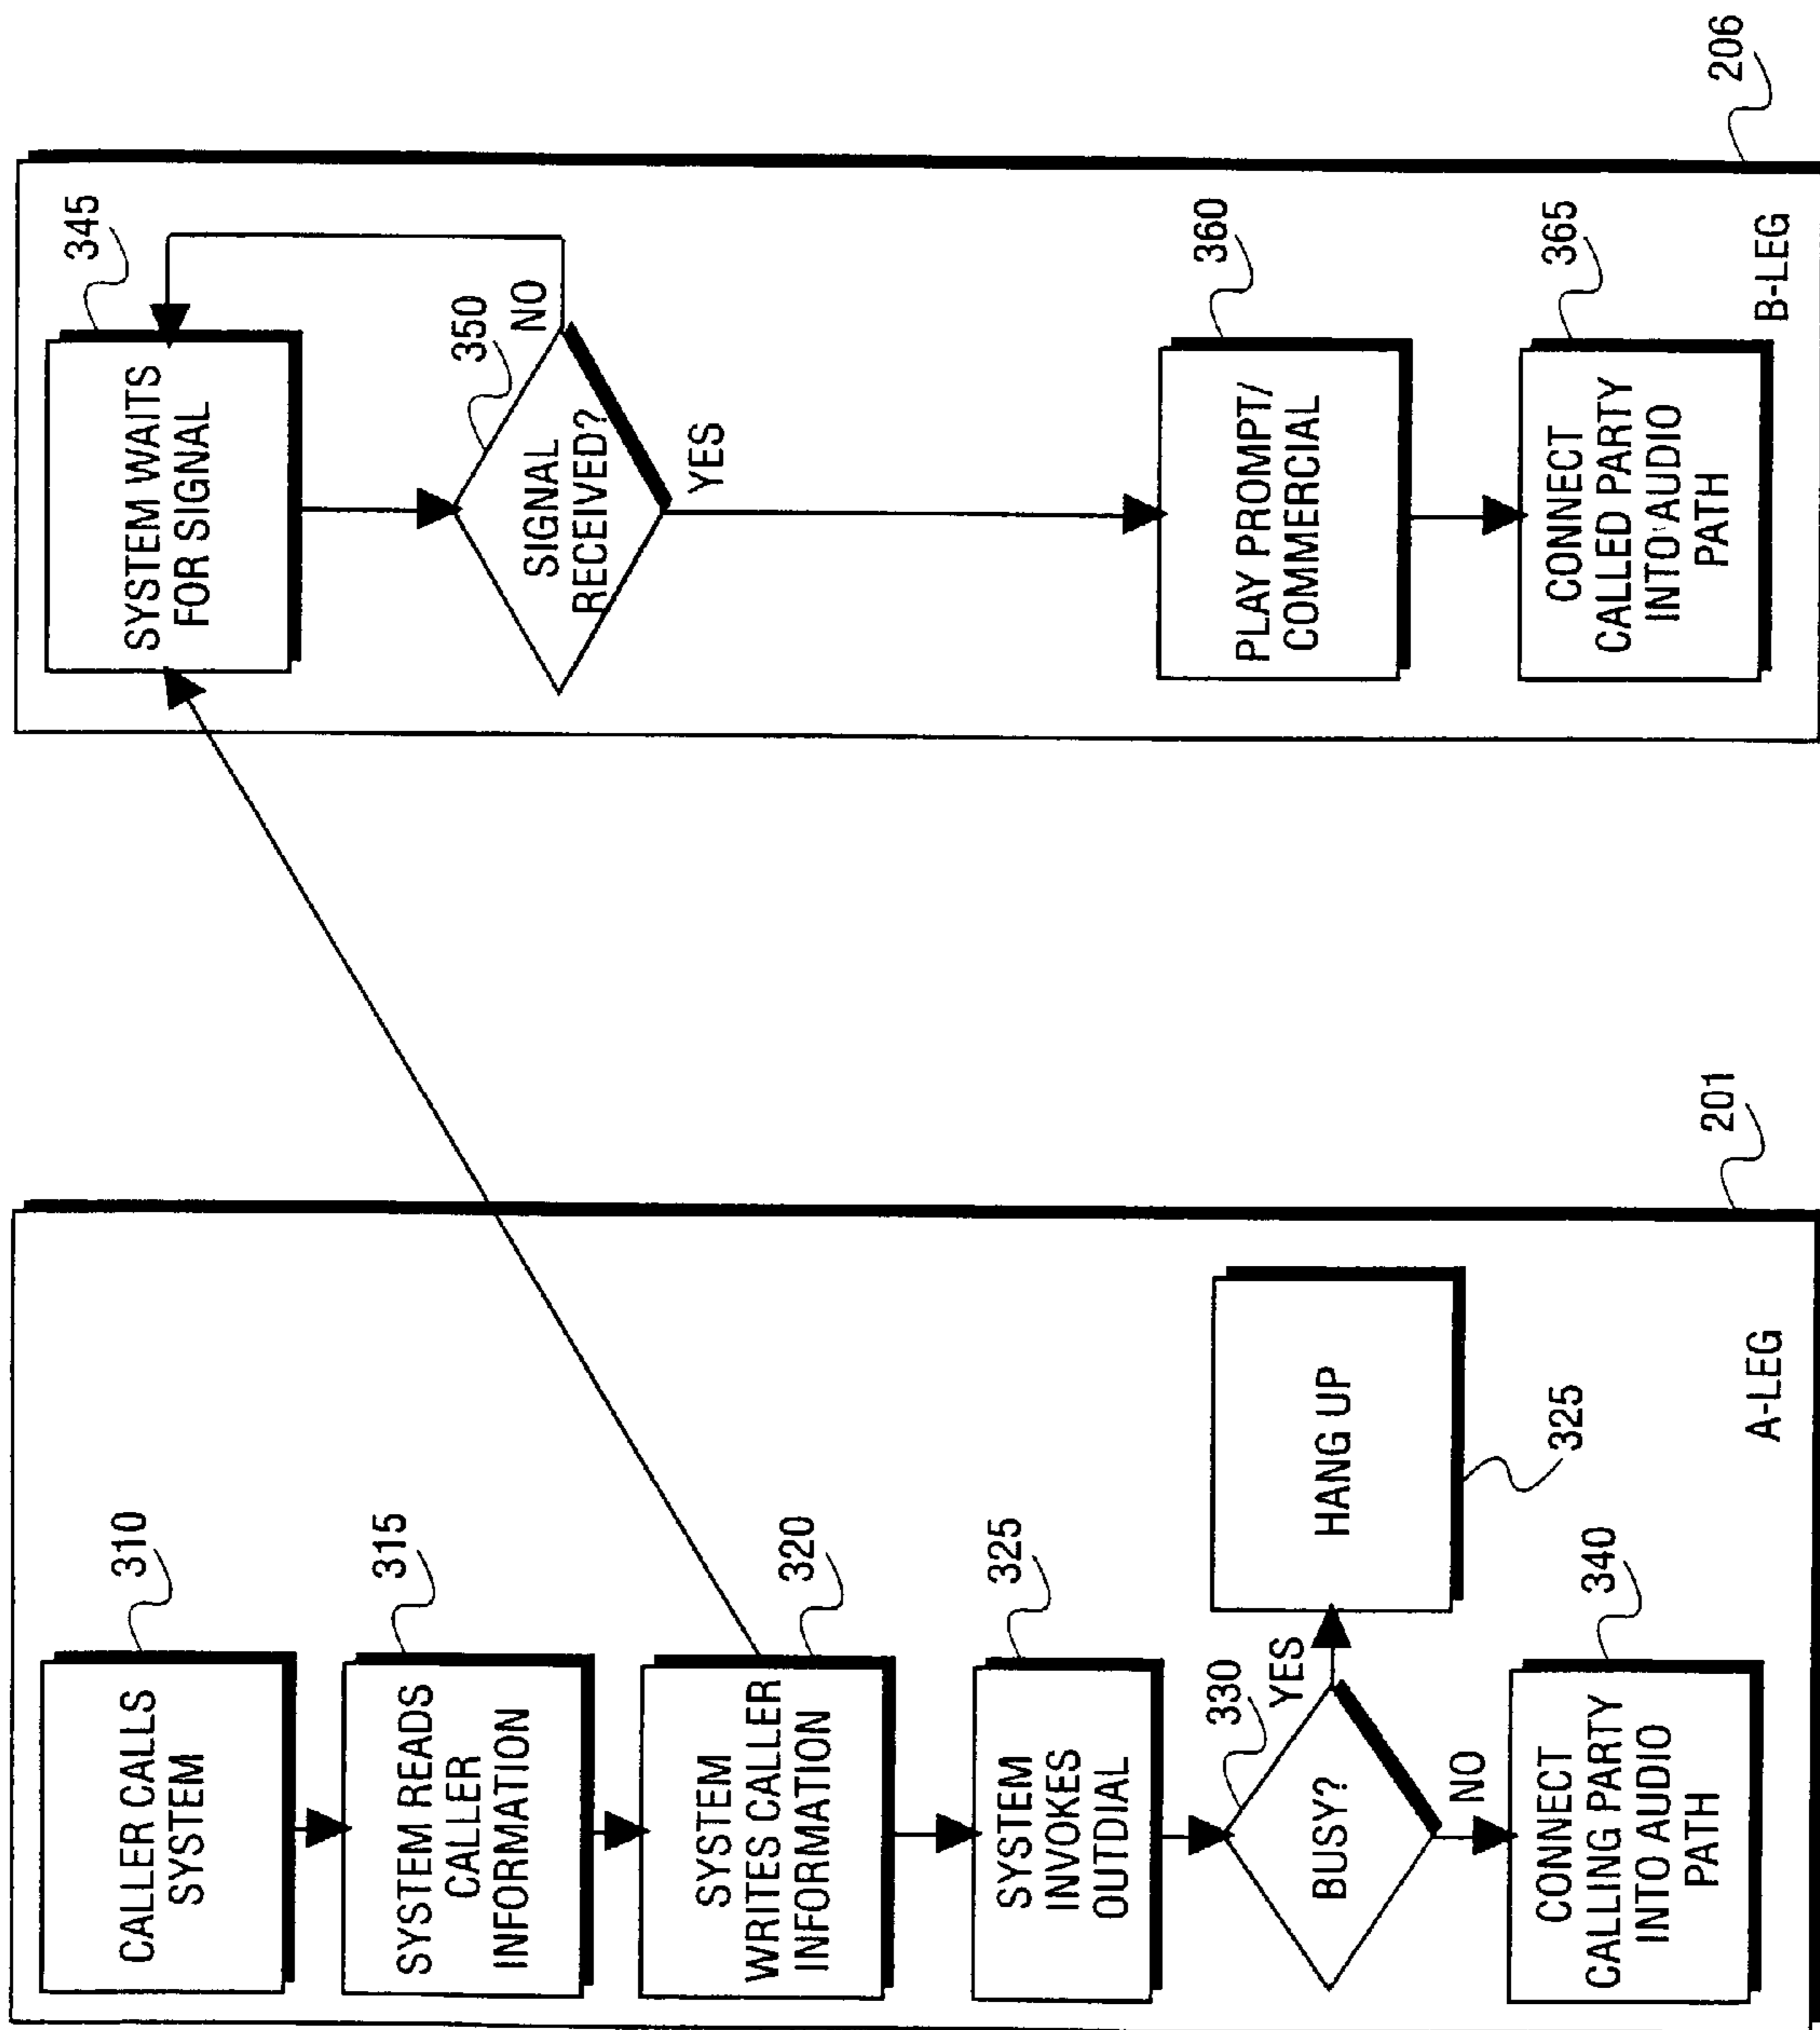 310
CALLER CALLS
SYSTEM
315
SYSTEM READS
CALLER
INFORMATION
320
SYSTEM
WRITES CALLER
INFORMATION
325
SYSTEM
INVOKES
OUTDIAL
330
BUSY?
YES
HANG UP
325
NO
340
CONNECT
CALLING PARTY
INTO AUDIO
PATH
A-LEG
201
345
SYSTEM WAITS
FOR SIGNAL
350
SIGNAL
RECEIVED?
NO
YES
360
PLAY PROMPT/
COMMERCIAL
365
CONNECT
CALLED PARTY
INTO AUDIO
PATH
B-LEG
206